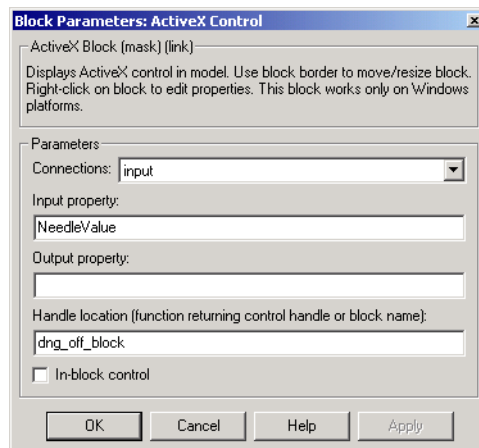 Block Parameters: ActiveX Control
ActiveX Block (mask) (link)
Displays ActiveX control in model. Use block border to move/resize block.
Right-click on block to edit properties. This block works only on Windows
platforms.
Parameters
Connections: input
Input property:
NeedleValue
Output property:
Handle location (function returning control handle or block name):
dng_off_block
In-block control
OK Cancel Help Apply